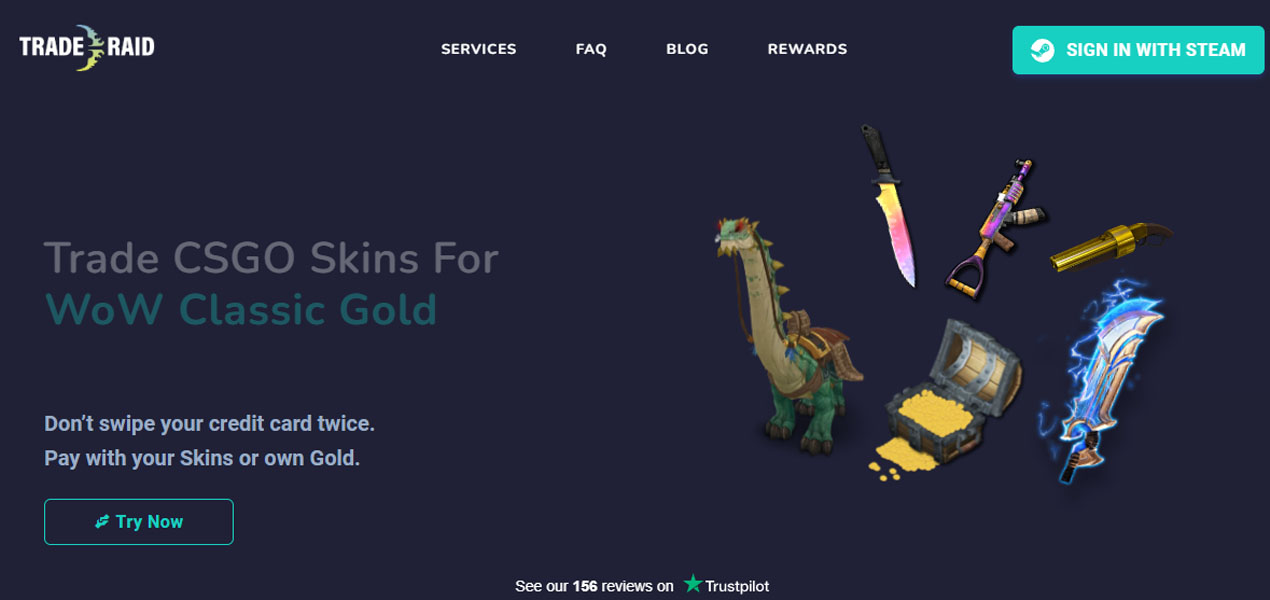 TRADE RAID
SERVICES
FAQ
BLOG
REWARDS
SIGN IN WITH STEAM
Trade CSGO Skins For
WoW Classic Gold
Don’t swipe your credit card twice.
Pay with your Skins or own Gold.
Try Now
See our 156 reviews on Trustpilot